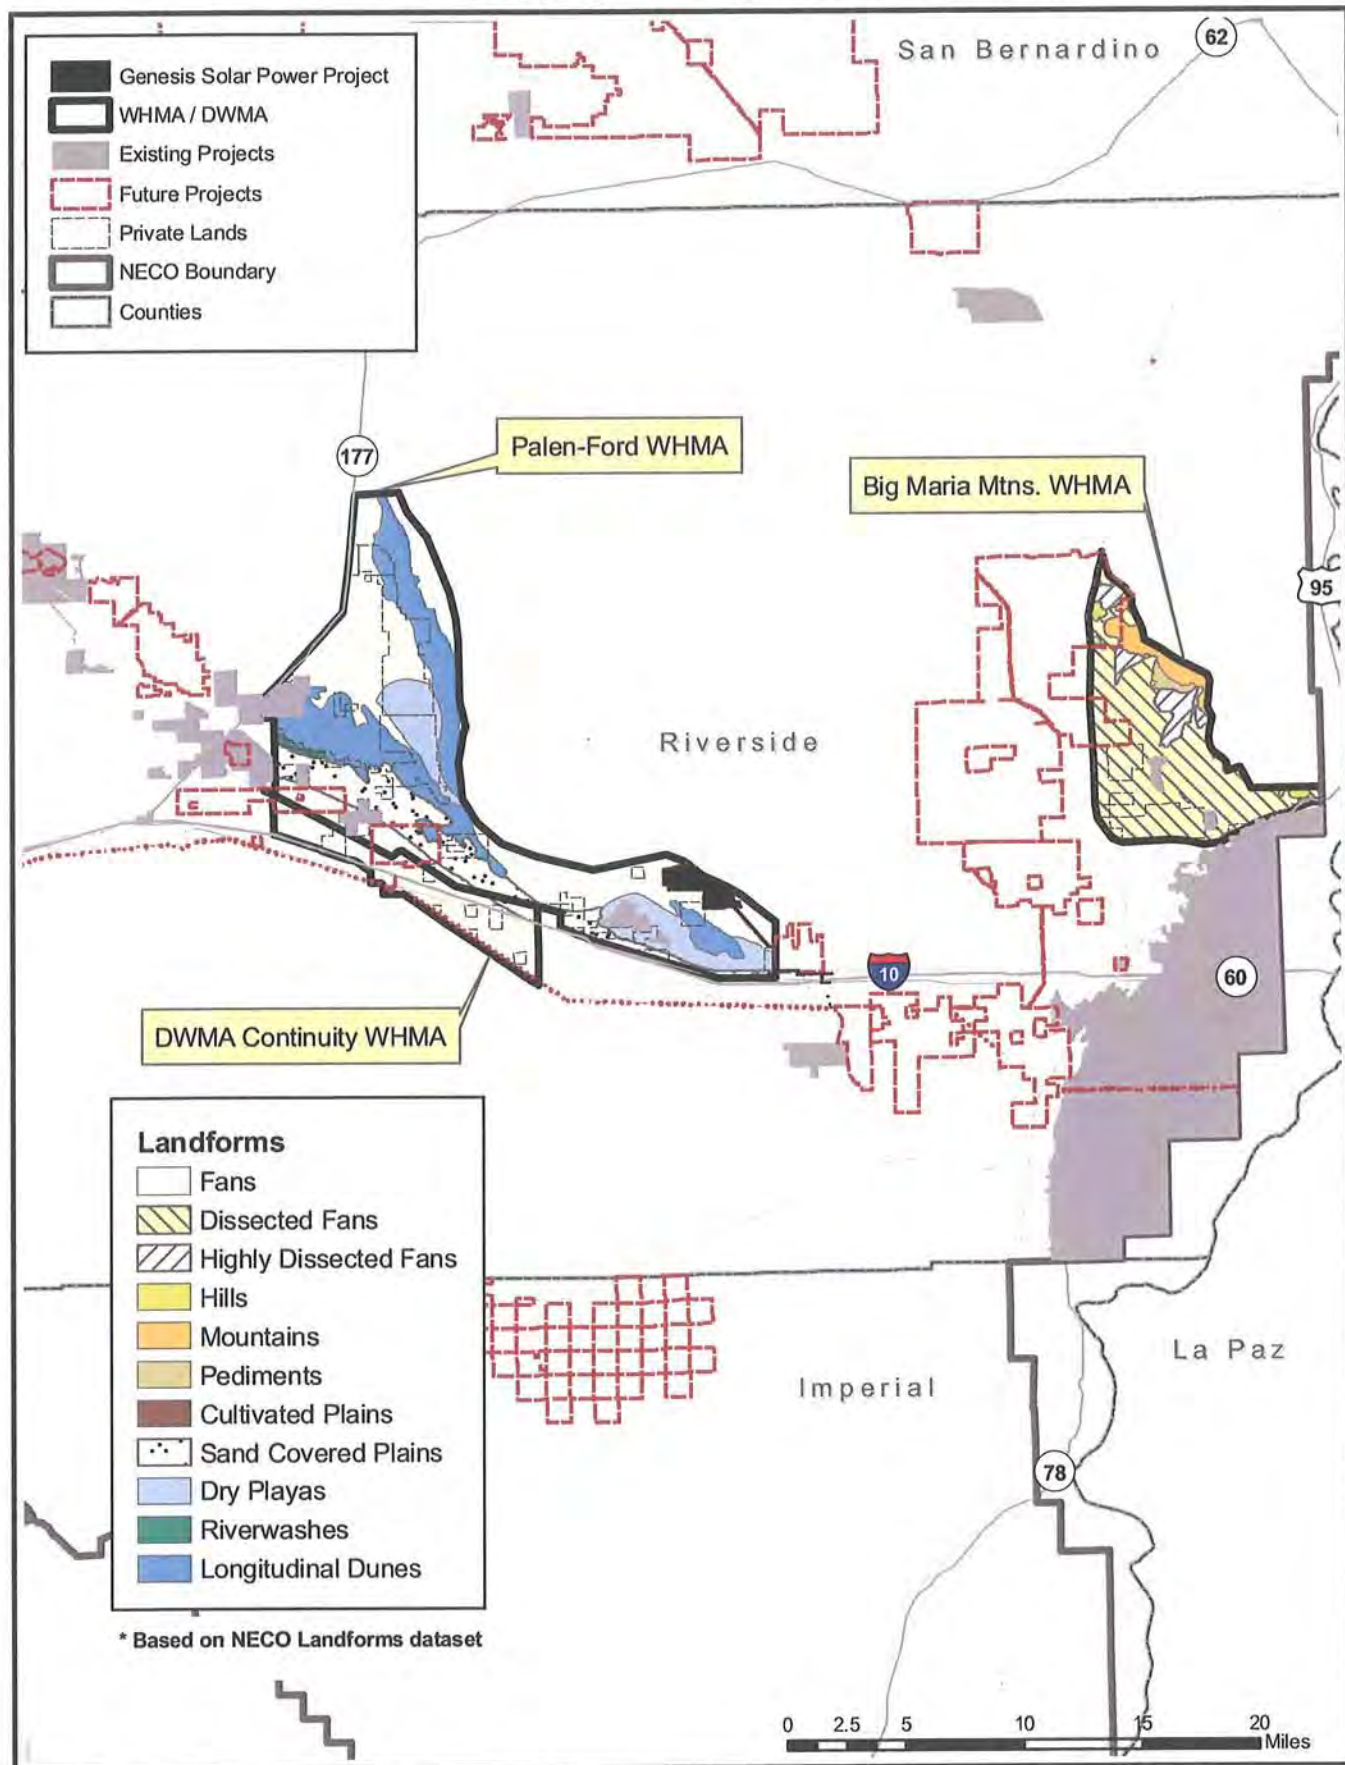 San Bernardino
62
Genesis Solar Power Project
WHMA / DWMA
Existing Projects
Future Projects
Private Lands
NECO Boundary
Counties
177
Palen-Ford WHMA
Big Maria Mtns. WHMA
95
Riverside
10
60
DWMA Continuity WHMA
Landforms
Fans
Dissected Fans
Highly Dissected Fans
Hills
Mountains
Pediments
Cultivated Plains
Sand Covered Plains
Dry Playas
Riverwashes
Longitudinal Dunes
* Based on NECO Landforms dataset
La Paz
Imperial
78
0 2.5 5 10 15 20
Miles